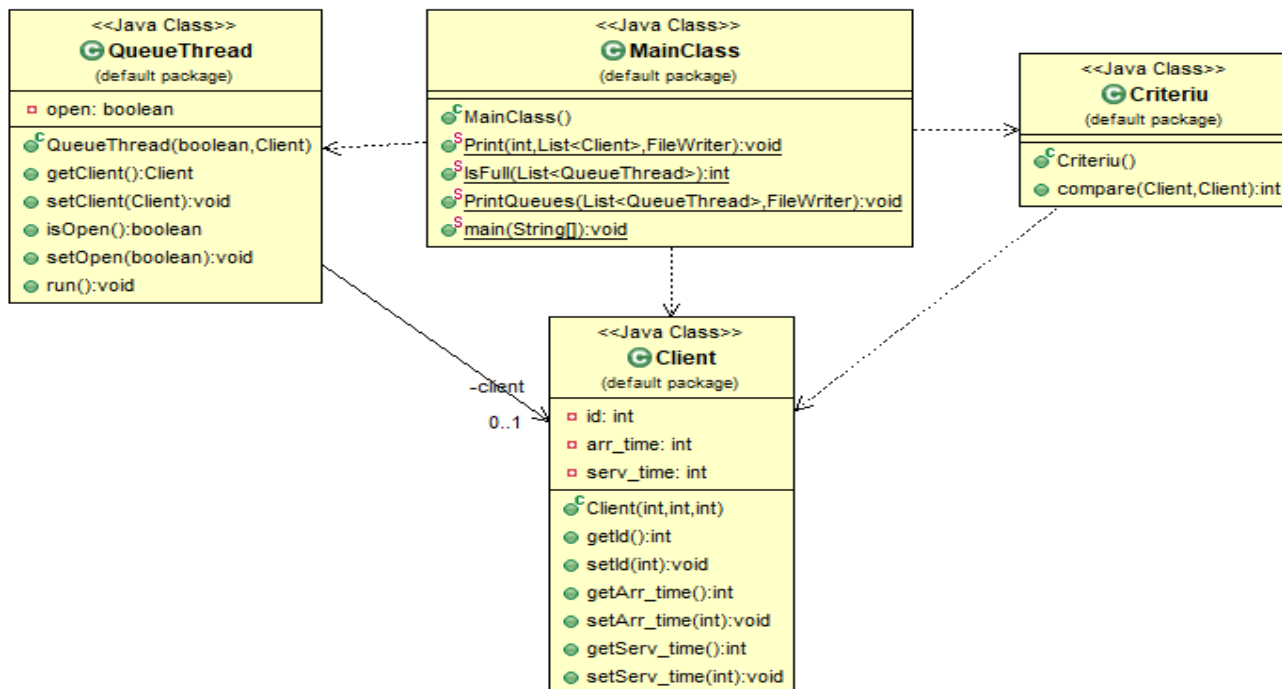 <<Java Class>>
QueueThread
(default package)
open: boolean
QueueThread(boolean,Client)
getClient():Client
setClient(Client):void
isOpen():boolean
setOpen(boolean):void
run():void
<<Java Class>>
MainClass
(default package)
MainClass()
Print(int,List<Client>,FileWriter):void
IsFull(List<QueueThread>):int
PrintQueues(List<QueueThread>,FileWriter):void
main(String[]):void
<<Java Class>>
Criteriu
(default package)
Criteriu()
compare(Client,Client):int
-client
0..1
<<Java Class>>
Client
(default package)
id: int
arr_time: int
serv_time: int
Client(int,int,int)
getId():int
setId(int):void
getArr_time():int
setArr_time(int):void
getServ_time():int
setServ_time(int):void